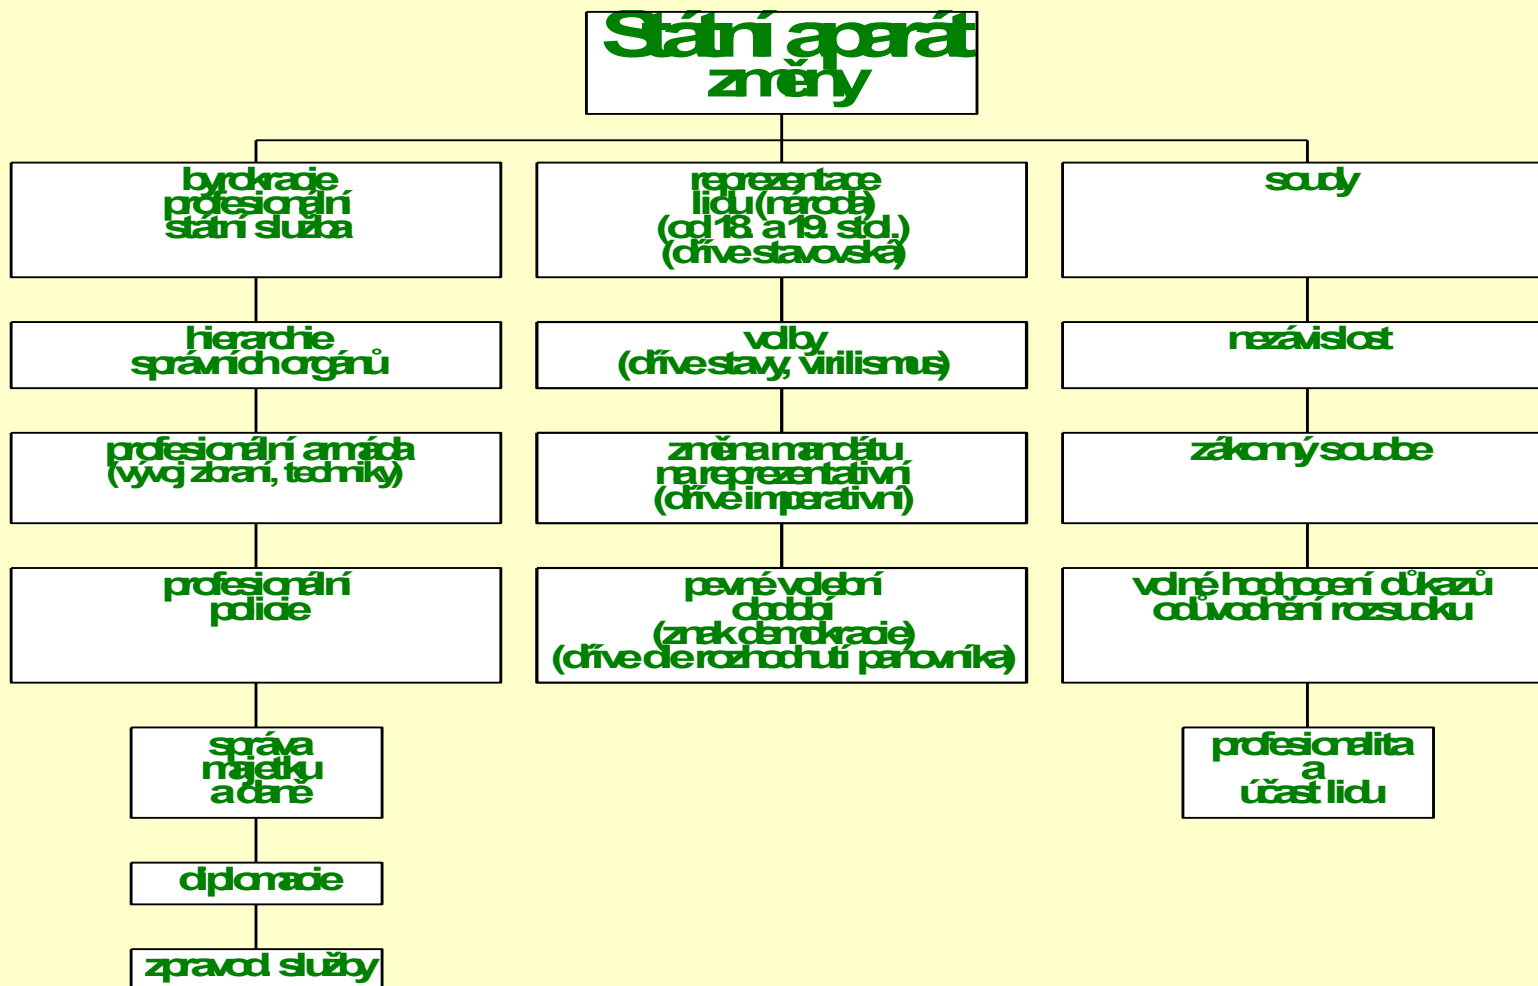 Státní aparát
změny
byrokracie
profesionální
státní služba
hierarchie
správních orgánů
profesionální armáda
(vývoj zbraní, techniky)
profesionální
policie
správa
majetku
a daně
diplomacie
zpravod. služby
reprezentace
lidu (národa)
(od 18. a 19. stol.)
(dříve stavovská)
volby
(dříve stavy, virilismus)
změna mandátu
na reprezentativní
(dříve imperativní)
pevné volební
období
(znak demokracie)
(dříve dle rozhodnutí panovníka)
soudy
nezávislost
zákonný soudce
volné hodnocení důkazů
odůvodnění rozsudku
profesionalita
a
účast lidu